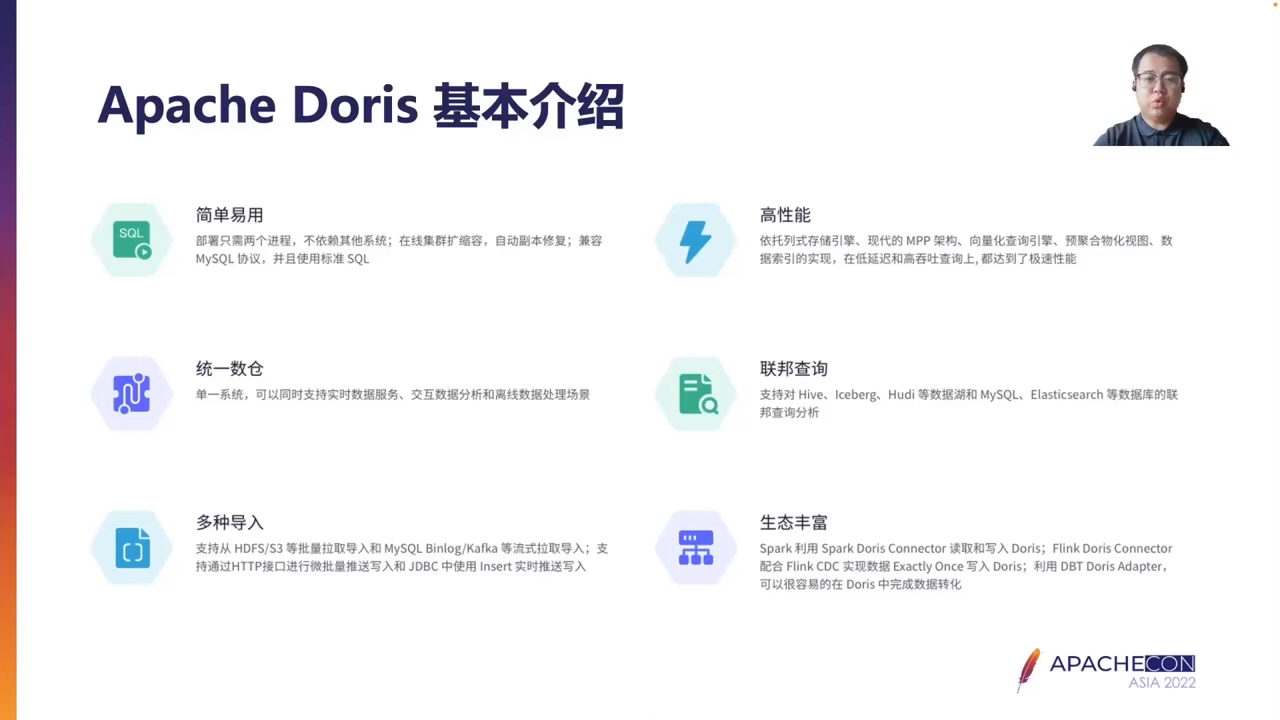 Apache Doris 基本介绍
简单易用
部署只需两个进程，不依赖其他系统；在线集群扩缩容，自动副本修复；兼容
MySQL 协议，并且使用标准 SQL
SQL
高性能
依托列式存储引擎、现代的 MPP 架构、向量化查询引擎、预聚合物化视图、数
据索引的实现，在低延迟和高吞吐查询上, 都达到了极速性能
统一数仓
单一系统，可以同时支持实时数据服务、交互数据分析和离线数据处理场景
联邦查询
支持对 Hive、Iceberg、Hudi 等数据湖和 MySQL、Elasticsearch 等数据库的联
邦查询分析
多种导入
支持从 HDFS/S3 等批量拉取导入和 MySQL Binlog/Kafka 等流式拉取导入；支
持通过HTTP接口进行微批量推送写入和 JDBC 中使用 Insert 实时推送写入
生态丰富
Spark 利用 Spark Doris Connector 读取和写入 Doris；Flink Doris Connector
配合 Flink CDC 实现数据 Exactly Once 写入 Doris；利用 DBT Doris Adapter，
可以很容易的在 Doris 中完成数据转化
APACHECON
ASIA 2022